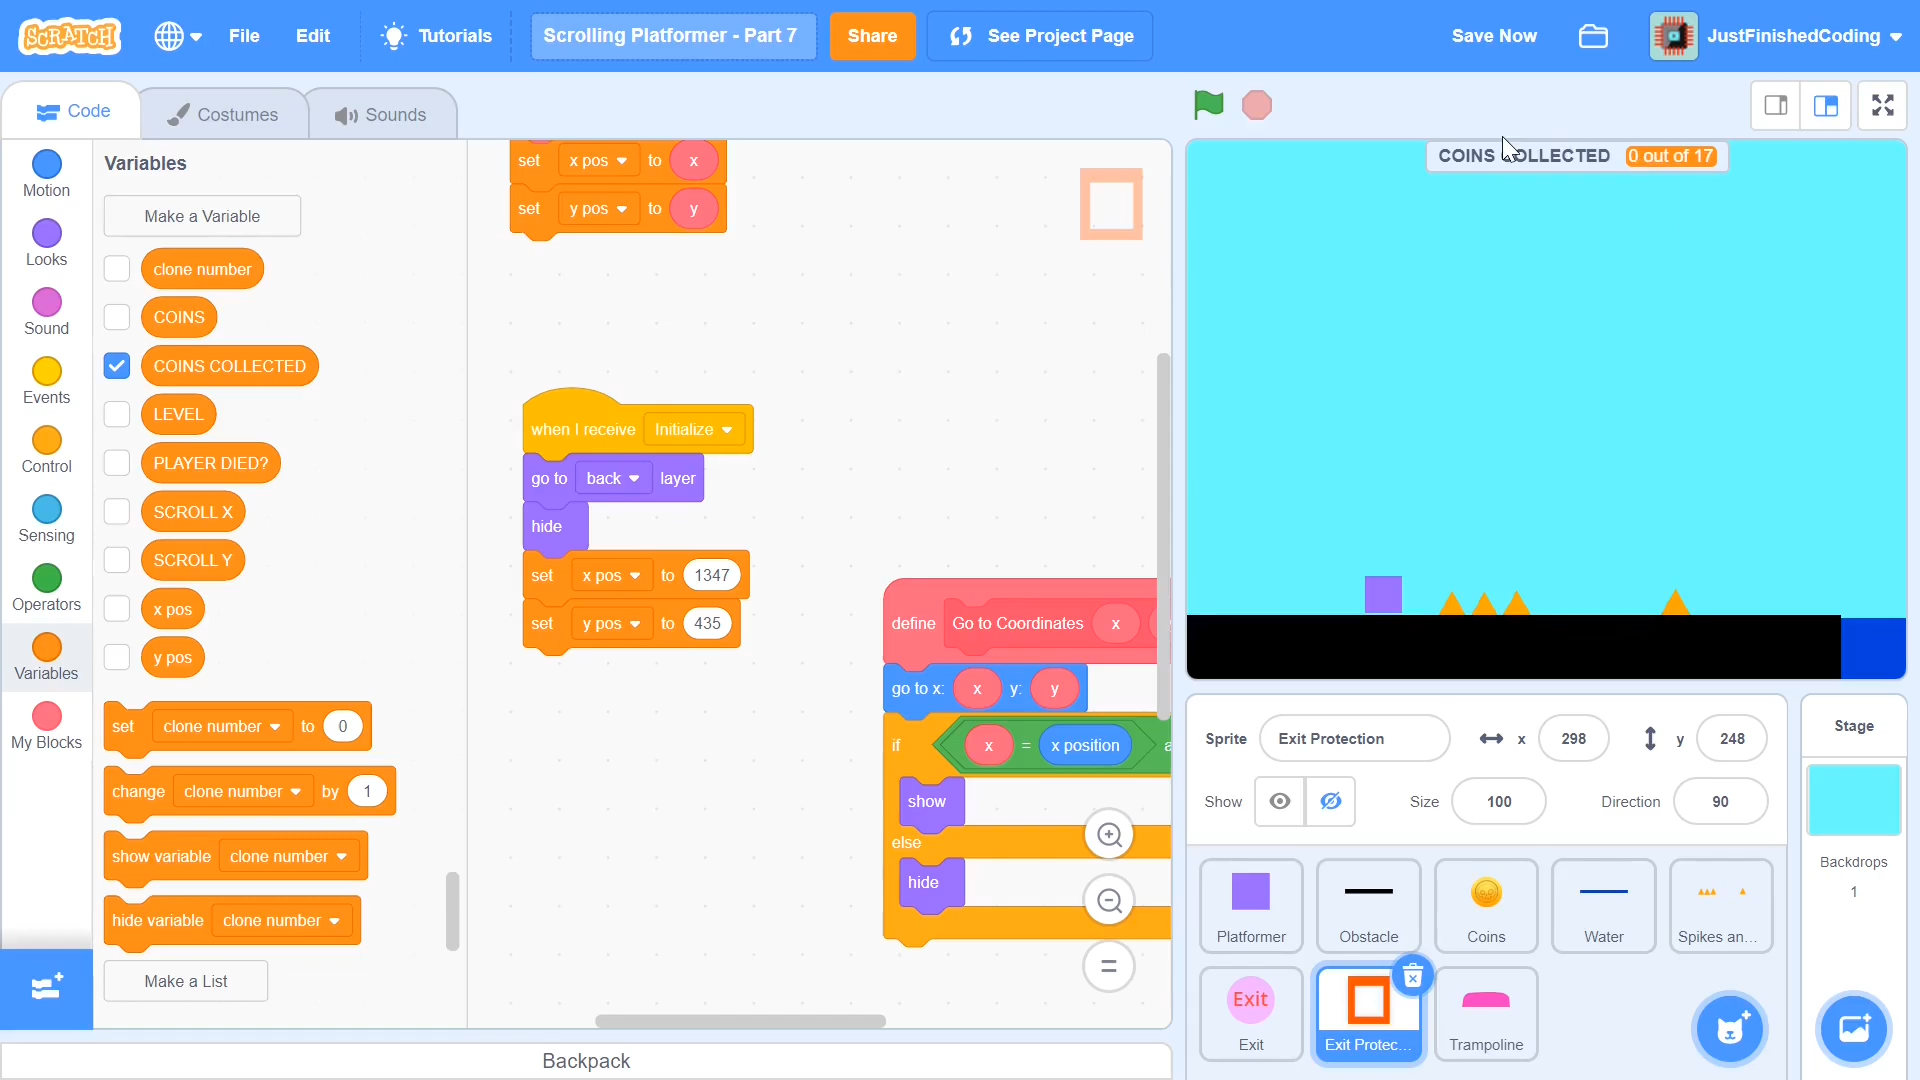 SCRATCH
File
Edit
Tutorials
Scrolling Platformer - Part 7
Share
See Project Page
Save Now
JustFinishedCoding
Code
Costumes
Sounds
Motion
Looks
Sound
Events
Control
Sensing
Operators
Variables
My Blocks
Variables
Make a Variable
clone number
COINS
COINS COLLECTED
LEVEL
PLAYER DIED?
SCROLL X
SCROLL Y
x pos
y pos
set clone number to 0
change clone number by 1
show variable clone number
hide variable clone number
Make a List
set x pos to x
set y pos to y
when I receive Initialize
go to back layer
hide
set x pos to 1347
set y pos to 435
define Go to Coordinates x
go to x: x y: y
if x = x position
show
else
hide
=
Backpack
COINS COLLECTED 0 out of 17
Sprite Exit Protection x 298 y 248
Show Size 100 Direction 90
Platformer
Obstacle
Coins
Water
Spikes an...
Exit
Exit
Exit Protec...
Trampoline
Stage
Backdrops
1